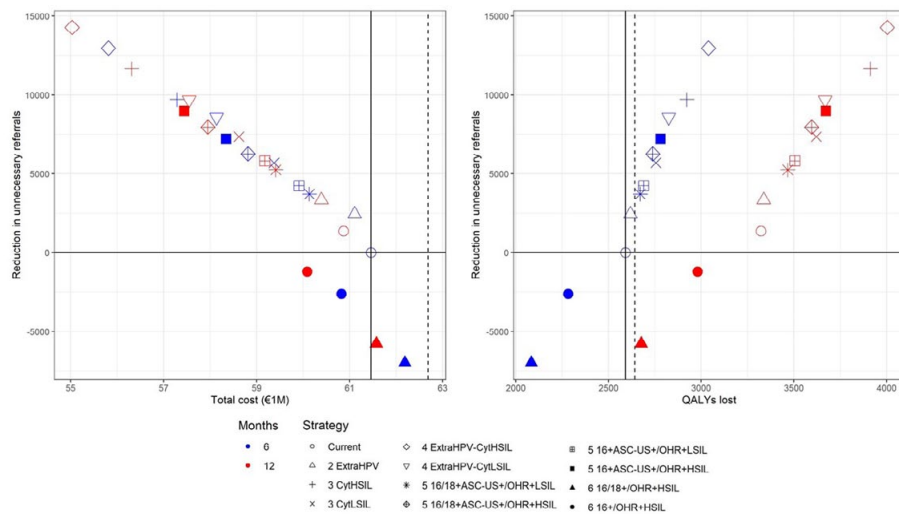 15000
10000
5000
0
-5000
Reduction in unnecessary referrals
55
57
59
61
63
Total cost (€1M)
15000
10000
5000
0
-5000
Reduction in unnecessary referrals
2000
2500
3000
3500
4000
QALYs lost
Months
6
12
Strategy
Current
2 ExtraHPV
3 CytHSIL
3 CytLSIL
4 ExtraHPV-CytHSIL
4 ExtraHPV-CytLSIL
5 16/18+ASC-US+/OHR+LSIL
5 16/18+ASC-US+/OHR+HSIL
5 16+ASC-US+/OHR+LSIL
5 16+ASC-US+/OHR+HSIL
6 16/18+/OHR+HSIL
6 16+/OHR+HSIL